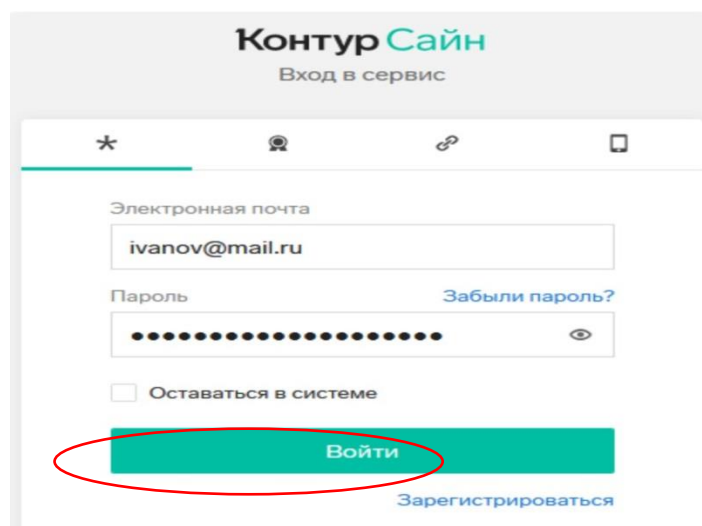 Контур Сайн
Вход в сервис
Электронная почта
ivanov@mail.ru
Пароль Забыли пароль?
●●●●●●●●●●●●●●●●●●●●
Оставаться в системе
Войти
Зарегистрироваться